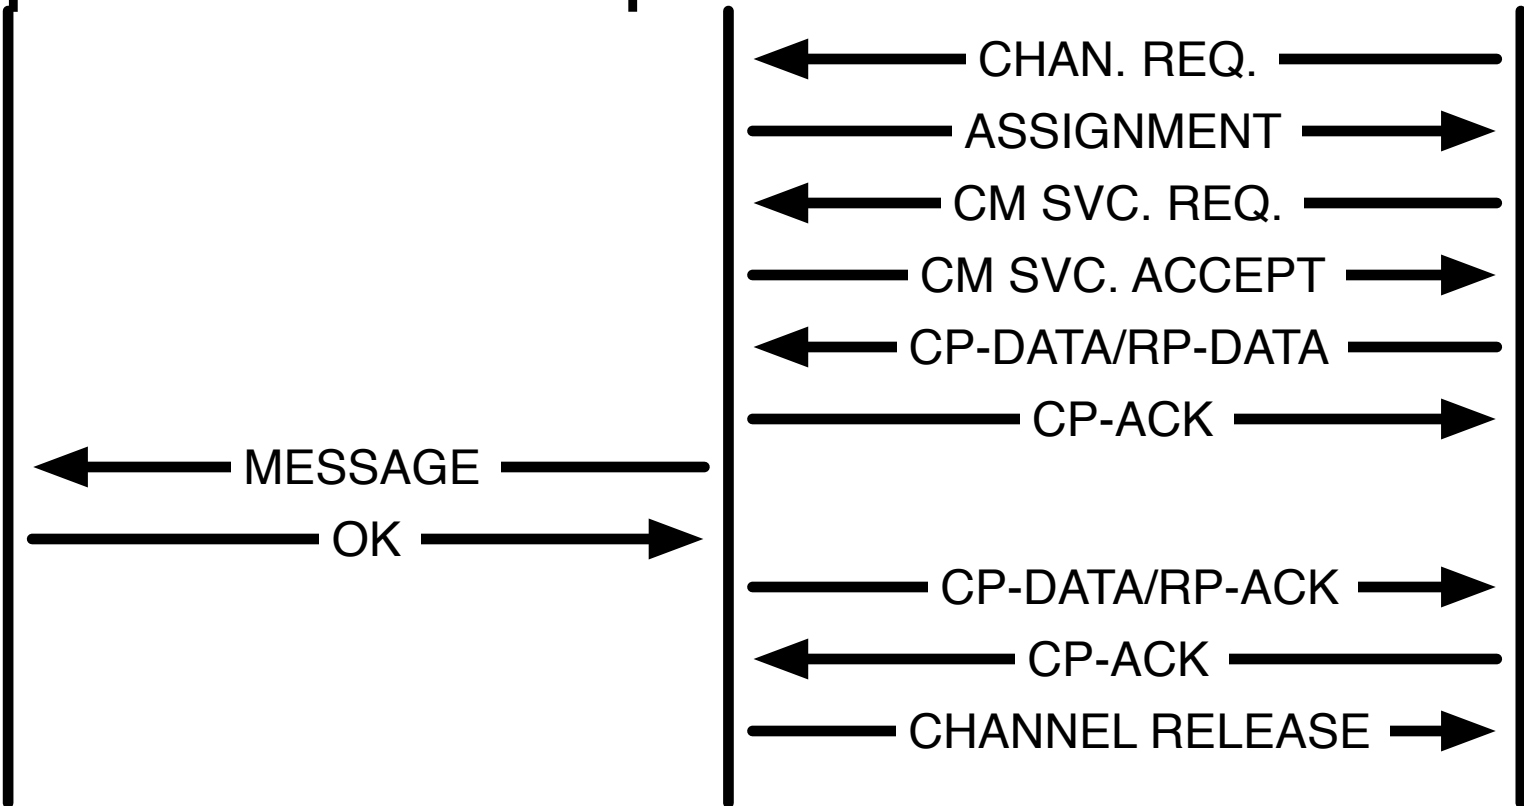 CHAN. REQ.
ASSIGNMENT
CM SVC. REQ.
CM SVC. ACCEPT
CP-DATA/RP-DATA
CP-ACK
MESSAGE
OK
CP-DATA/RP-ACK
CP-ACK
CHANNEL RELEASE